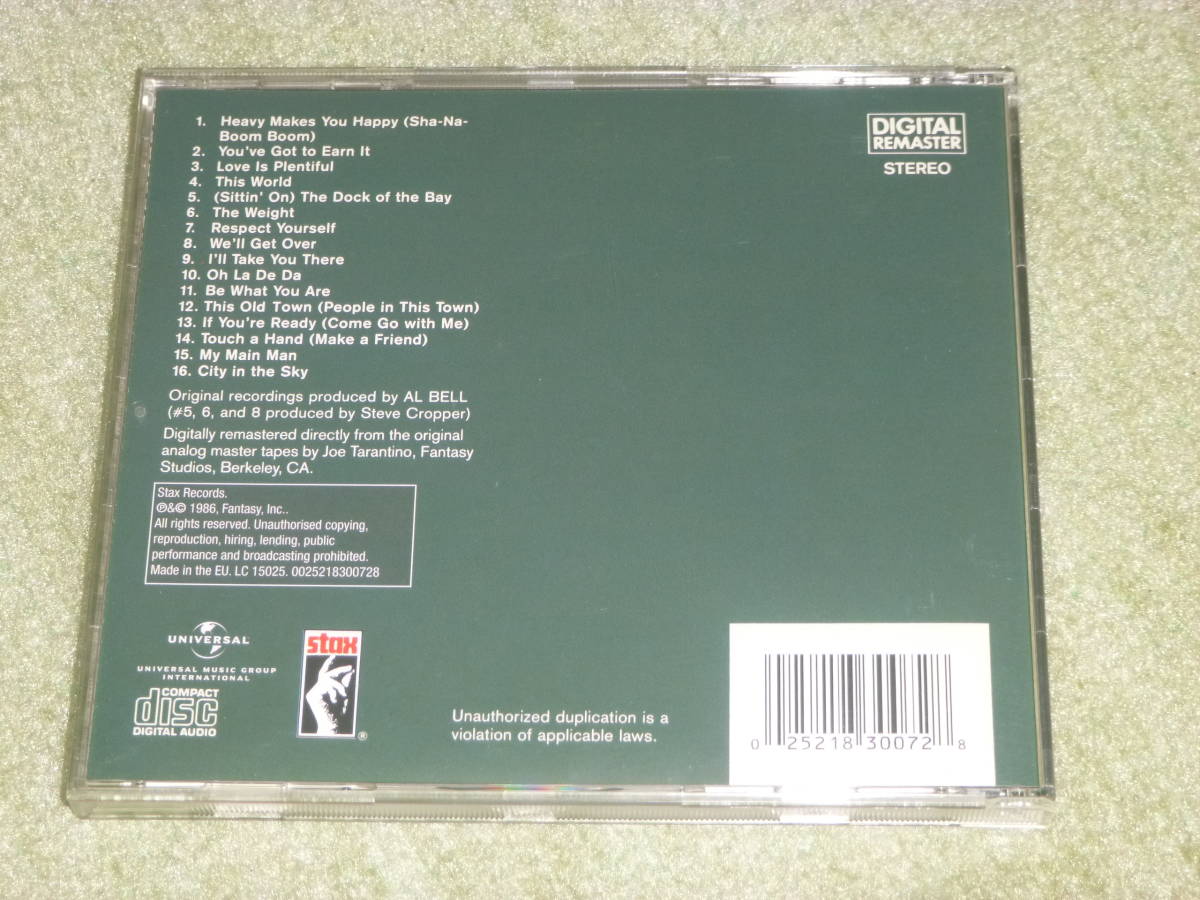 1. Heavy Makes You Happy (Sha-Na-
Boom Boom)
2. You've Got to Earn It
3. Love Is Plentiful
4. This World
5. (Sittin' On) The Dock of the Bay
6. The Weight
7. Respect Yourself
8. We'll Get Over
9. I'll Take You There
10. Oh La De Da
11. Be What You Are
12. This Old Town (People in This Town)
13. If You're Ready (Come Go with Me)
14. Touch a Hand (Make a Friend)
15. My Main Man
16. City in the Sky
Original recordings produced by AL BELL
(#5, 6, and 8 produced by Steve Cropper)
Digitally remastered directly from the original
analog master tapes by Joe Tarantino, Fantasy
Studios, Berkeley, CA.
Stax Records.
℗&© 1986, Fantasy, Inc..
All rights reserved. Unauthorised copying,
reproduction, hiring, lending, public
performance and broadcasting prohibited.
Made in the EU. LC 15025. 0025218300728
DIGITAL
REMASTER
STEREO
UNIVERSAL
UNIVERSAL MUSIC GROUP
INTERNATIONAL
COMPACT
disc
DIGITAL AUDIO
stax
®
Unauthorized duplication is a
violation of applicable laws.
0 25218 30072 8